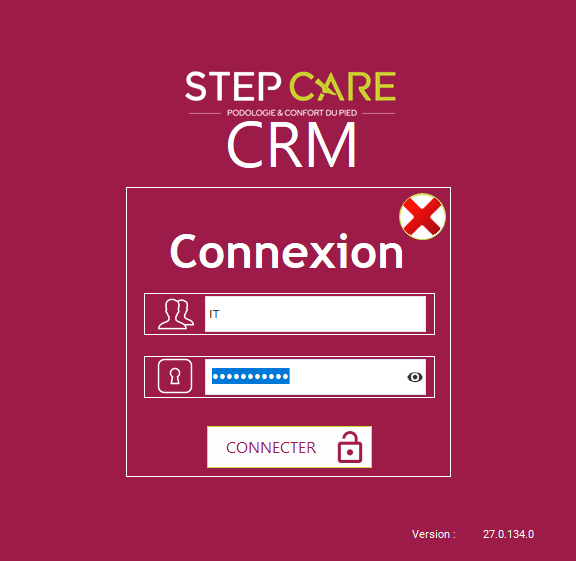 STEP CARE
PODOLOGIE & CONFORT DU PIED
CRM
Connexion
IT
CONNECTER
Version : 27.0.134.0